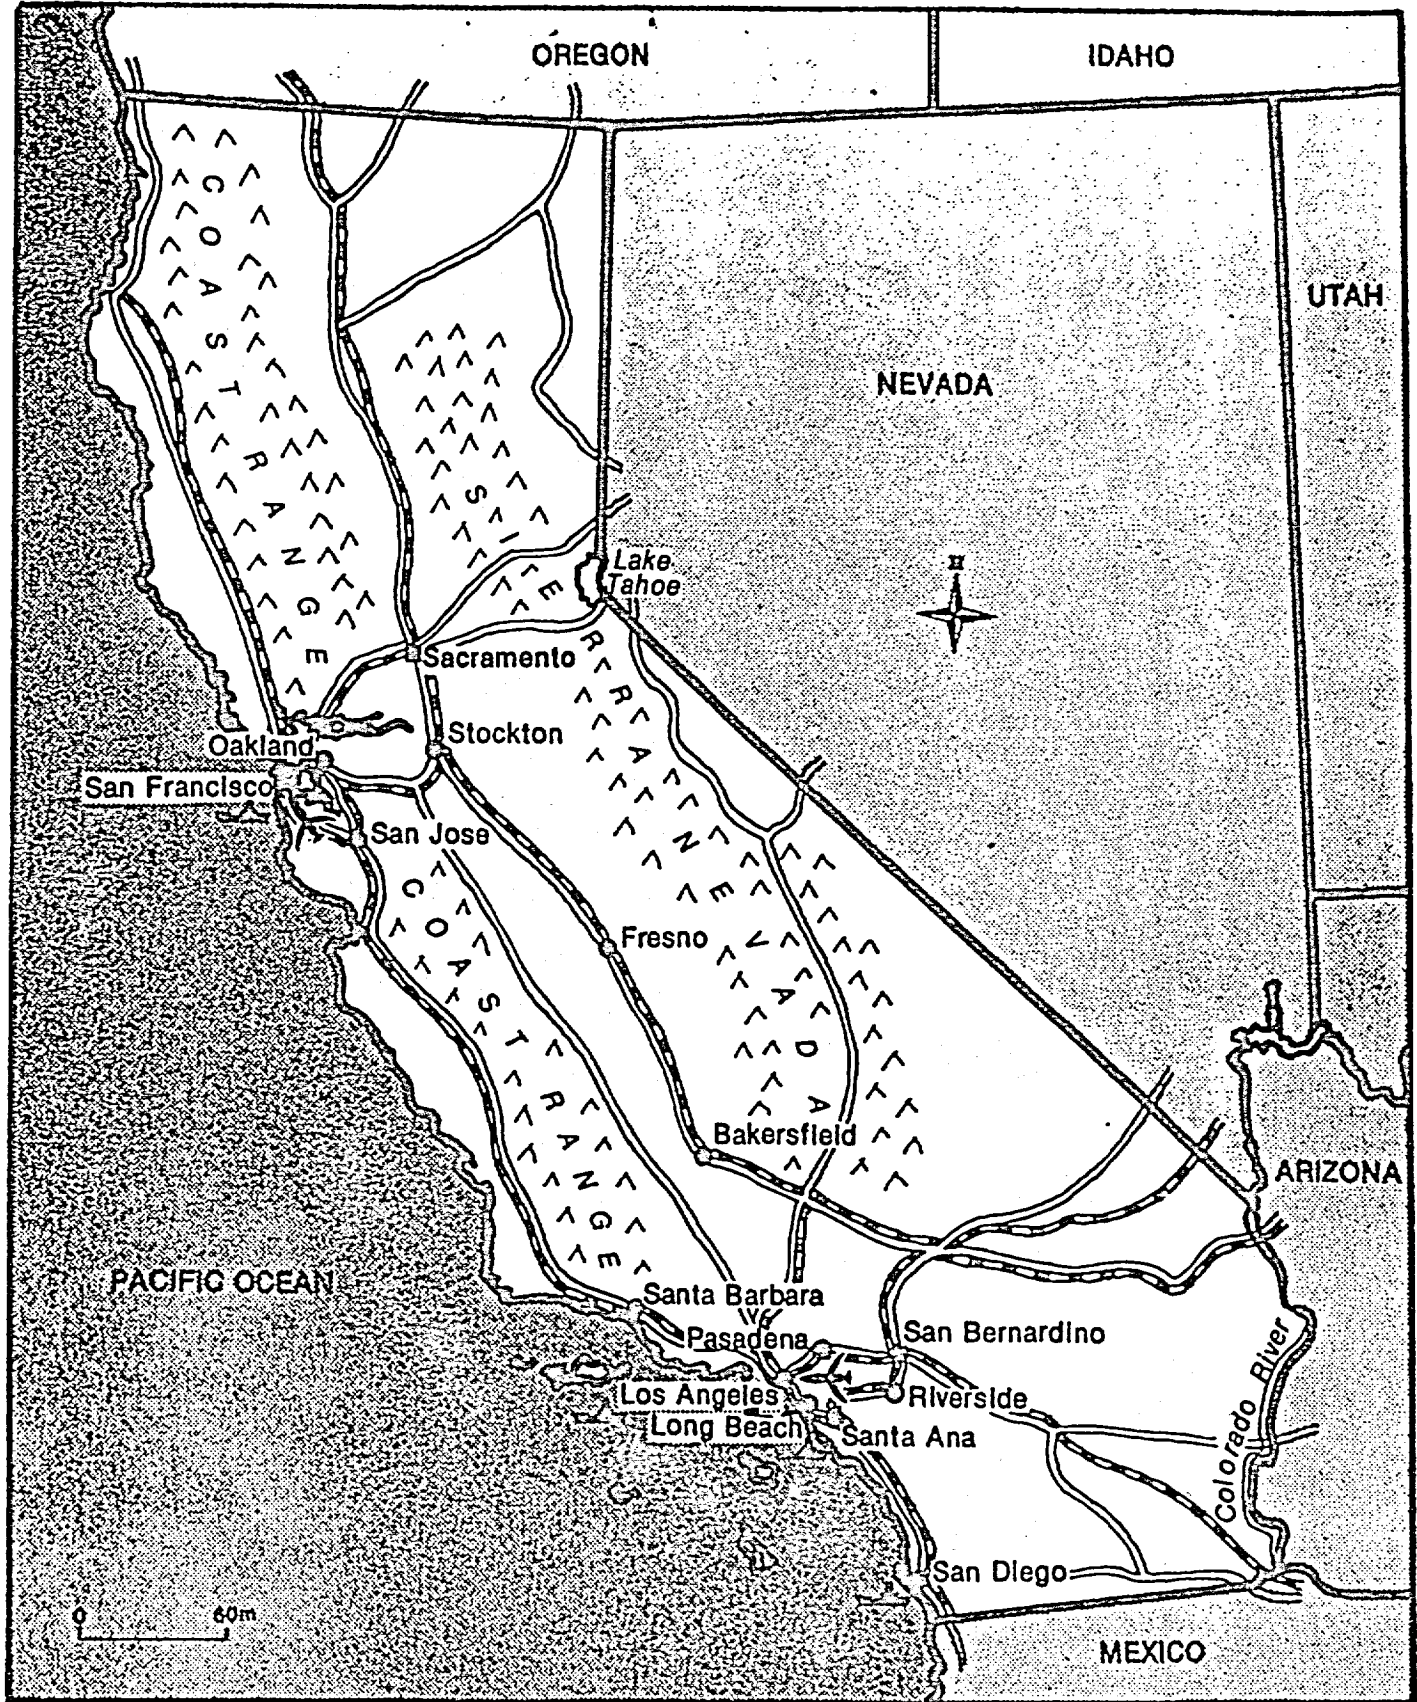 OREGON
IDAHO
UTAH
NEVADA
COAST RANGE
SIERRA NEVADA
Lake
Tahoe
N
Sacramento
Stockton
Oakland
San Francisco
San Jose
COAST RANGE
Fresno
Bakersfield
ARIZONA
PACIFIC OCEAN
Santa Barbara
Pasadena
San Bernardino
Los Angeles
Riverside
Long Beach
Santa Ana
Colorado River
San Diego
0 60m
MEXICO